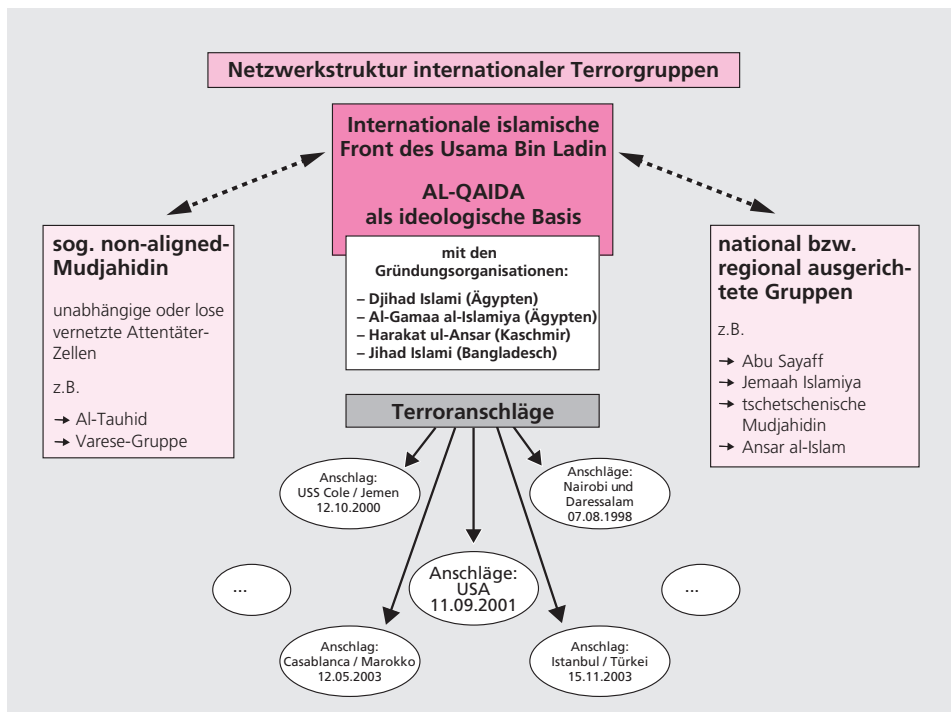 Netzwerkstruktur internationaler Terrorgruppen
Internationale islamische
Front des Usama Bin Ladin
AL-QAIDA
als ideologische Basis
mit den
Gründungsorganisationen:
– Djihad Islami (Ägypten)
– Al-Gamaa al-Islamiya (Ägypten)
– Harakat ul-Ansar (Kaschmir)
– Jihad Islami (Bangladesch)
sog. non-aligned-
Mudjahidin
unabhängige oder lose
vernetzte Attentäter-
Zellen
z.B.
→ Al-Tauhid
→ Varese-Gruppe
national bzw.
regional ausgerich-
tete Gruppen
z.B.
→ Abu Sayaff
→ Jemaah Islamiya
→ tschetschenische
Mudjahidin
→ Ansar al-Islam
Terroranschläge
Anschlag:
USS Cole / Jemen
12.10.2000
Anschläge:
Nairobi und
Daressalam
07.08.1998
...
Anschläge:
USA
11.09.2001
...
Anschlag:
Casablanca / Marokko
12.05.2003
Anschlag:
Istanbul / Türkei
15.11.2003